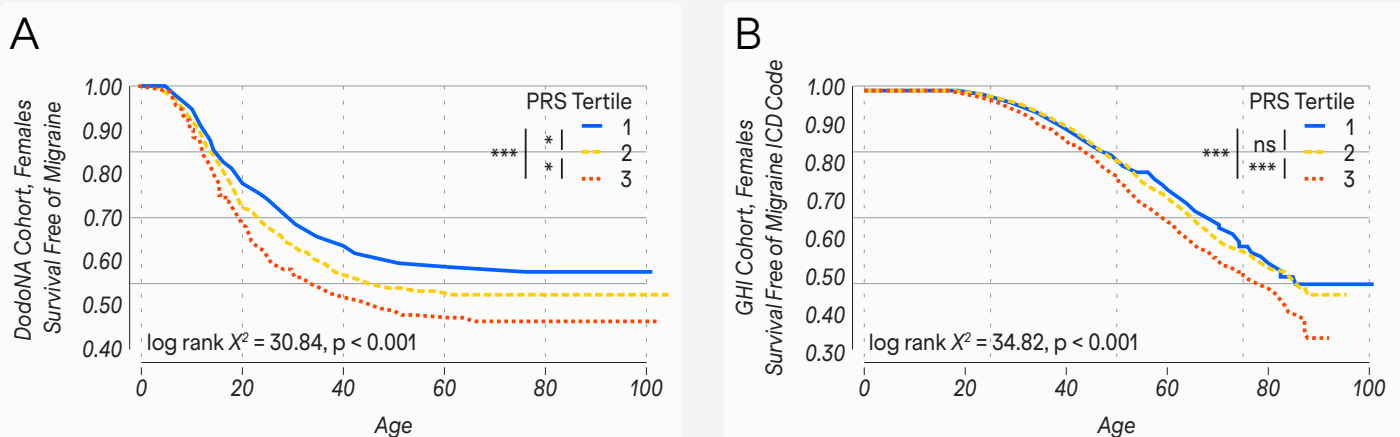 A
DodoNA Cohort, Females
Survival Free of Migraine
1.00
0.90
0.80
0.70
0.60
0.50
0.40
PRS Tertile
1
2
3
***
*
*
log rank X² = 30.84, p < 0.001
0 20 40 60 80 100
Age
B
GHI Cohort, Females
Survival Free of Migraine ICD Code
1.00
0.90
0.80
0.70
0.60
0.50
0.40
0.30
PRS Tertile
1
2
3
***
ns
***
log rank X² = 34.82, p < 0.001
0 20 40 60 80 100
Age